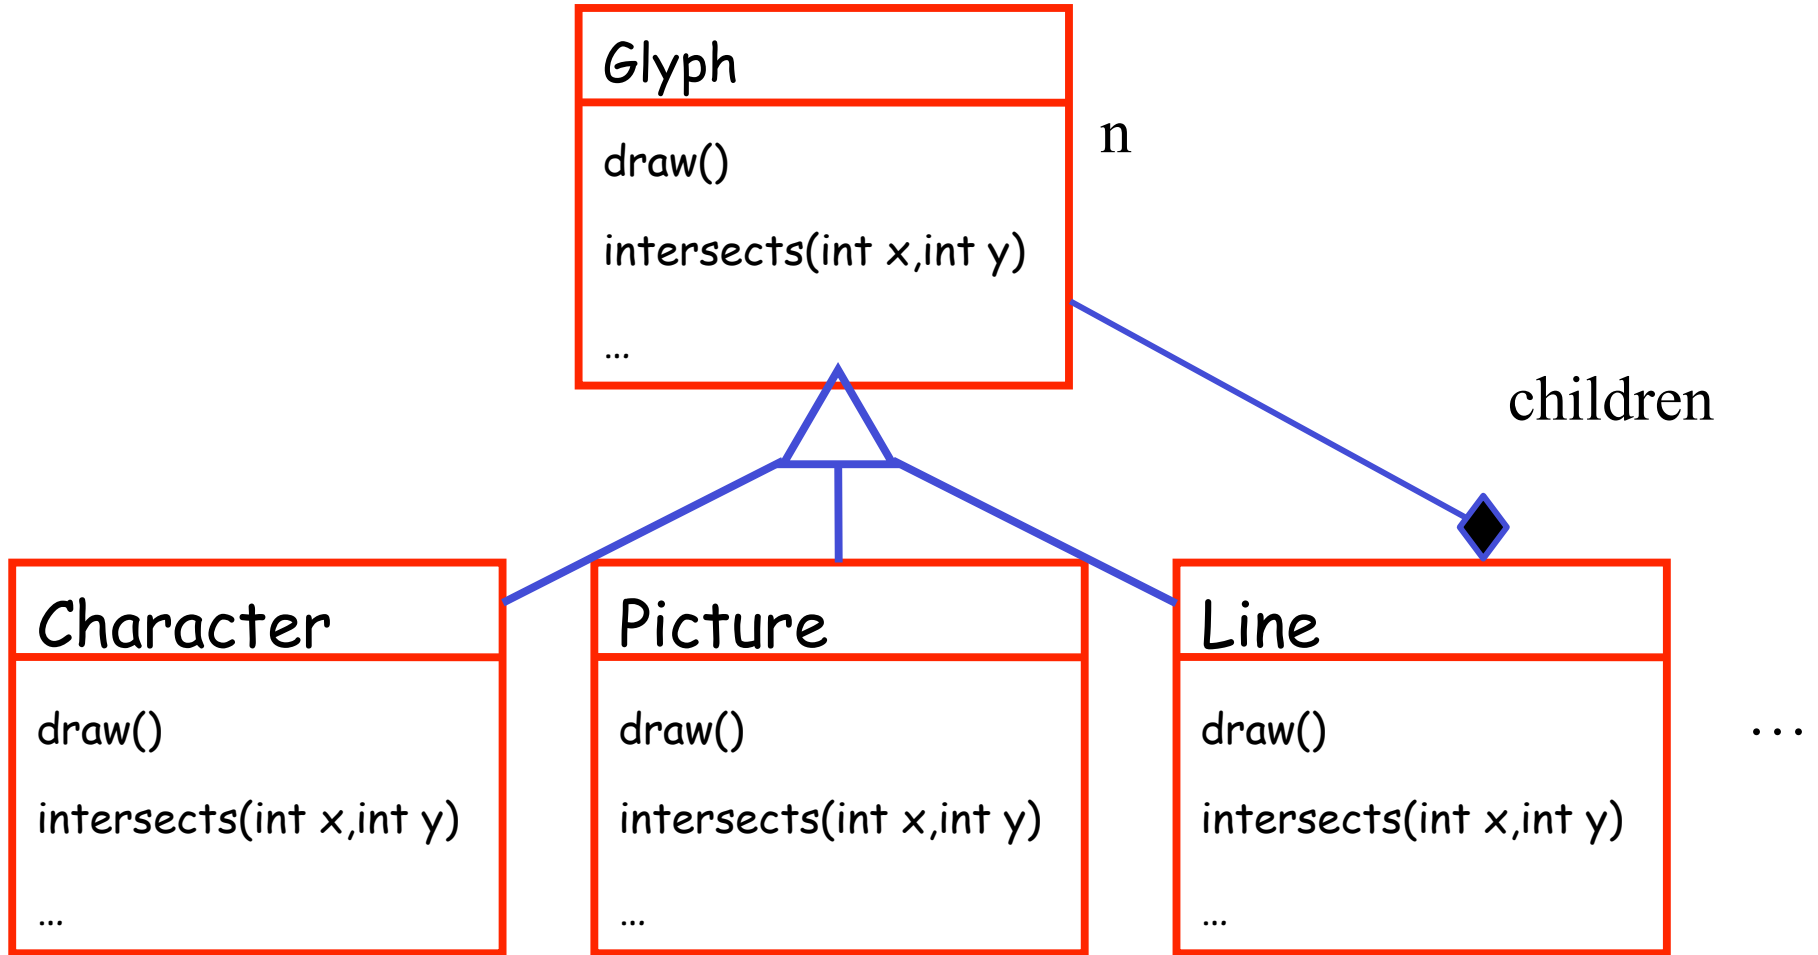 Glyph
draw()
intersects(int x,int y)
...
n
children
Character
draw()
intersects(int x,int y)
...
Picture
draw()
intersects(int x,int y)
...
Line
draw()
intersects(int x,int y)
...
...